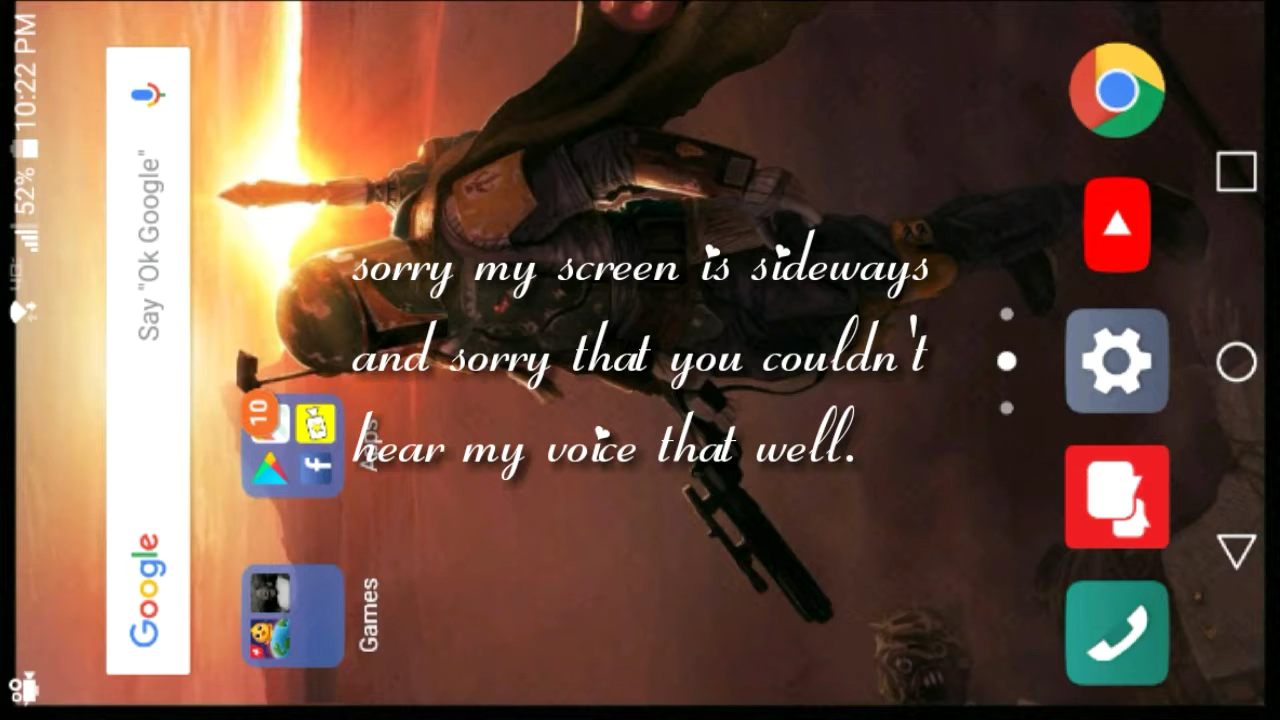 10:22 PM
52%
Google
Say "Ok Google"
10
Apps
Games
sorry my screen is sideways
and sorry that you couldn't
hear my voice that well.